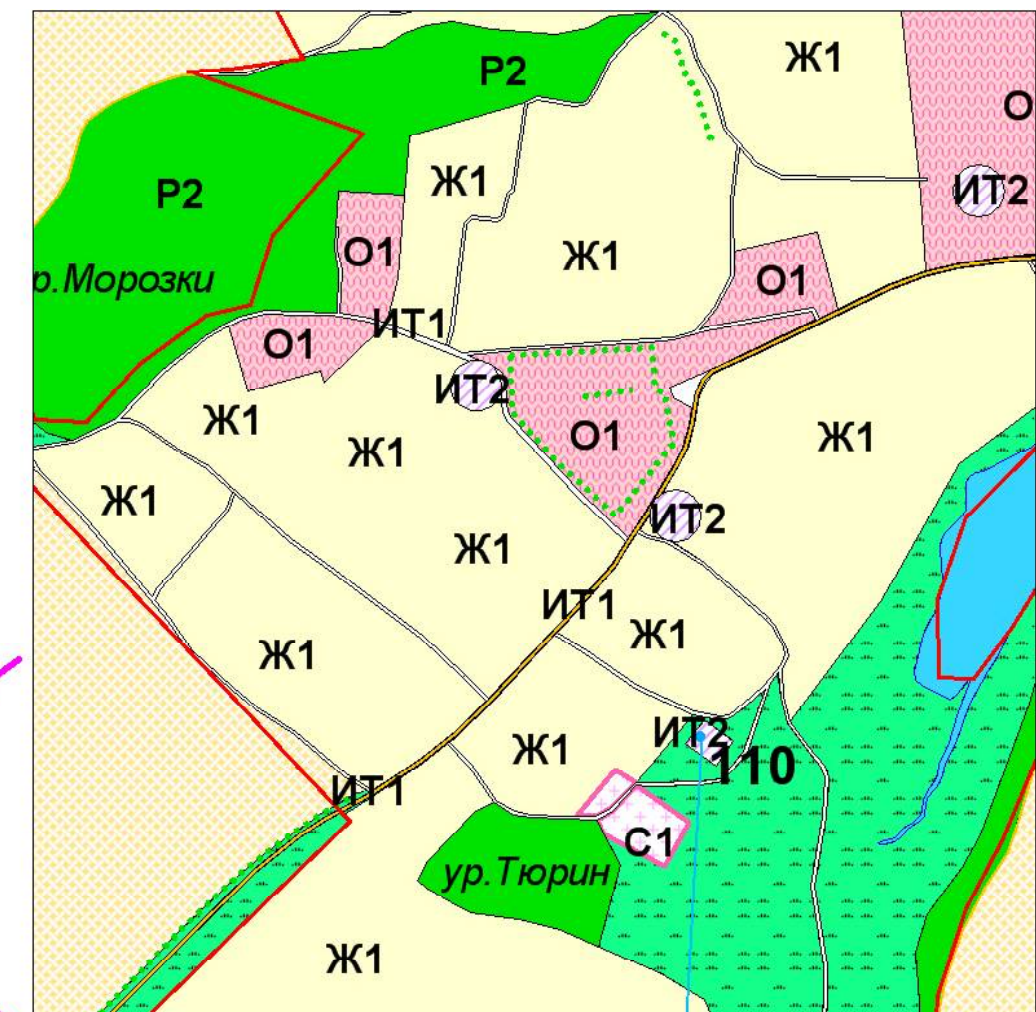 Ж1
Р2
О
ИТ2
Ж1
Р2
О1
Ж1
О1
р.Морозки
ИТ1
О1
ИТ2
Ж1
О1
Ж1
Ж1
Ж1
ИТ2
Ж1
ИТ1
Ж1
Ж1
ИТ2
Ж1
110
ИТ1
С1
ур.Тюрин
Ж1